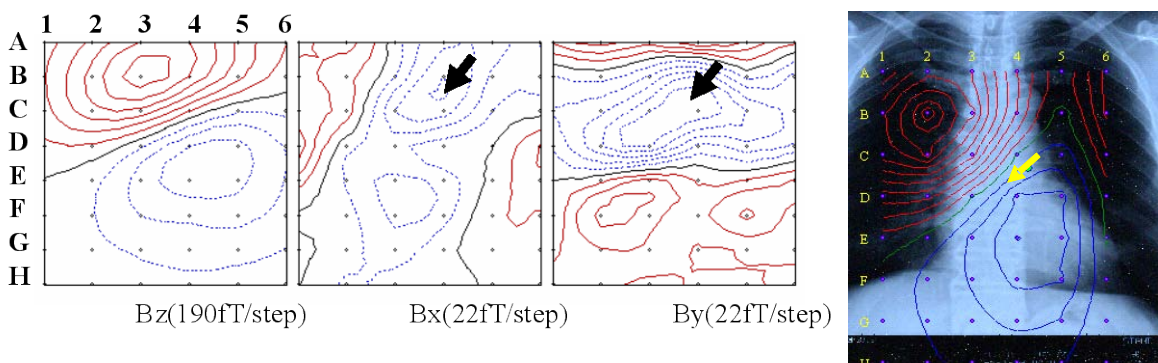 1 2 3 4 5 6
A
B
C
D
E
F
G
H
Bz(190fT/step) Bx(22fT/step) By(22fT/step)
1 2 3 4 5 6
A
B
C
D
E
F
G
H